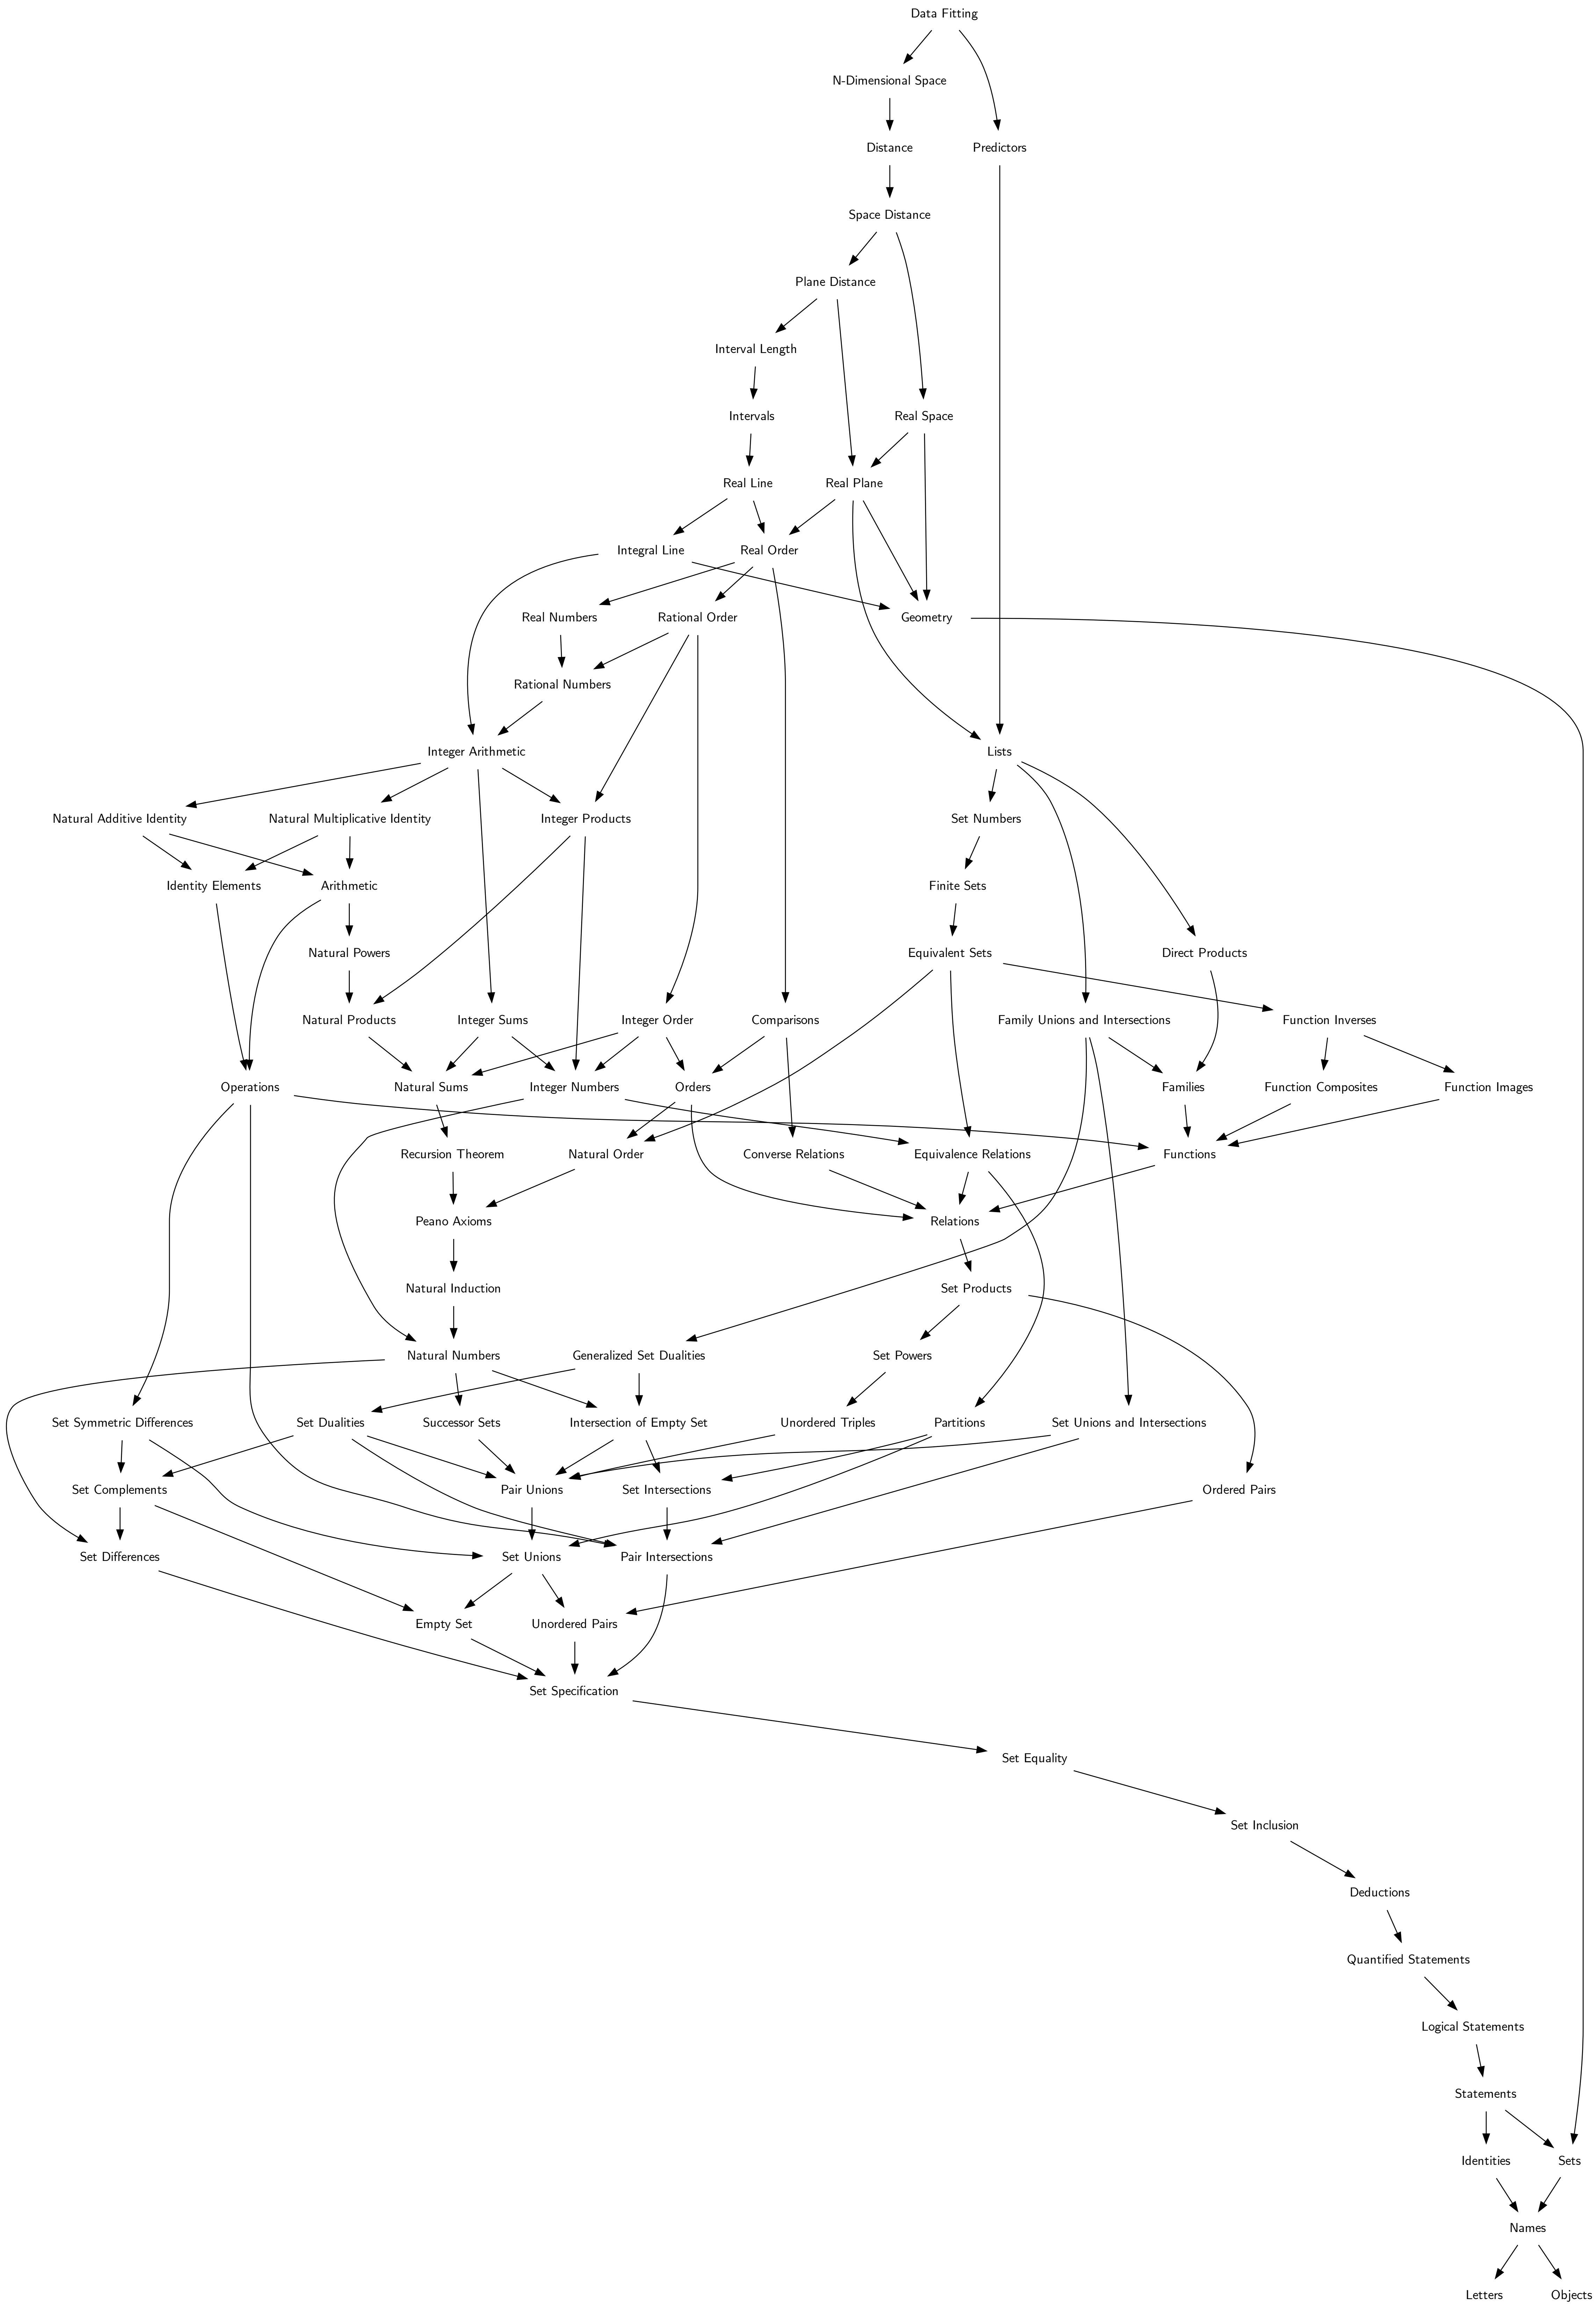 Data Fitting
N-Dimensional Space
Distance
Predictors
Space Distance
Plane Distance
Interval Length
Intervals
Real Space
Real Line
Real Plane
Integral Line
Real Order
Real Numbers
Rational Order
Geometry
Rational Numbers
Integer Arithmetic
Lists
Natural Additive Identity
Natural Multiplicative Identity
Integer Products
Set Numbers
Identity Elements
Arithmetic
Finite Sets
Natural Powers
Equivalent Sets
Direct Products
Natural Products
Integer Sums
Integer Order
Comparisons
Family Unions and Intersections
Function Inverses
Operations
Natural Sums
Integer Numbers
Orders
Families
Function Composites
Function Images
Recursion Theorem
Natural Order
Converse Relations
Equivalence Relations
Functions
Peano Axioms
Relations
Natural Induction
Set Products
Natural Numbers
Generalized Set Dualities
Set Powers
Set Symmetric Differences
Set Dualities
Successor Sets
Intersection of Empty Set
Unordered Triples
Partitions
Set Unions and Intersections
Set Complements
Pair Unions
Set Intersections
Ordered Pairs
Set Differences
Set Unions
Pair Intersections
Empty Set
Unordered Pairs
Set Specification
Set Equality
Set Inclusion
Deductions
Quantified Statements
Logical Statements
Statements
Identities
Sets
Names
Letters
Objects